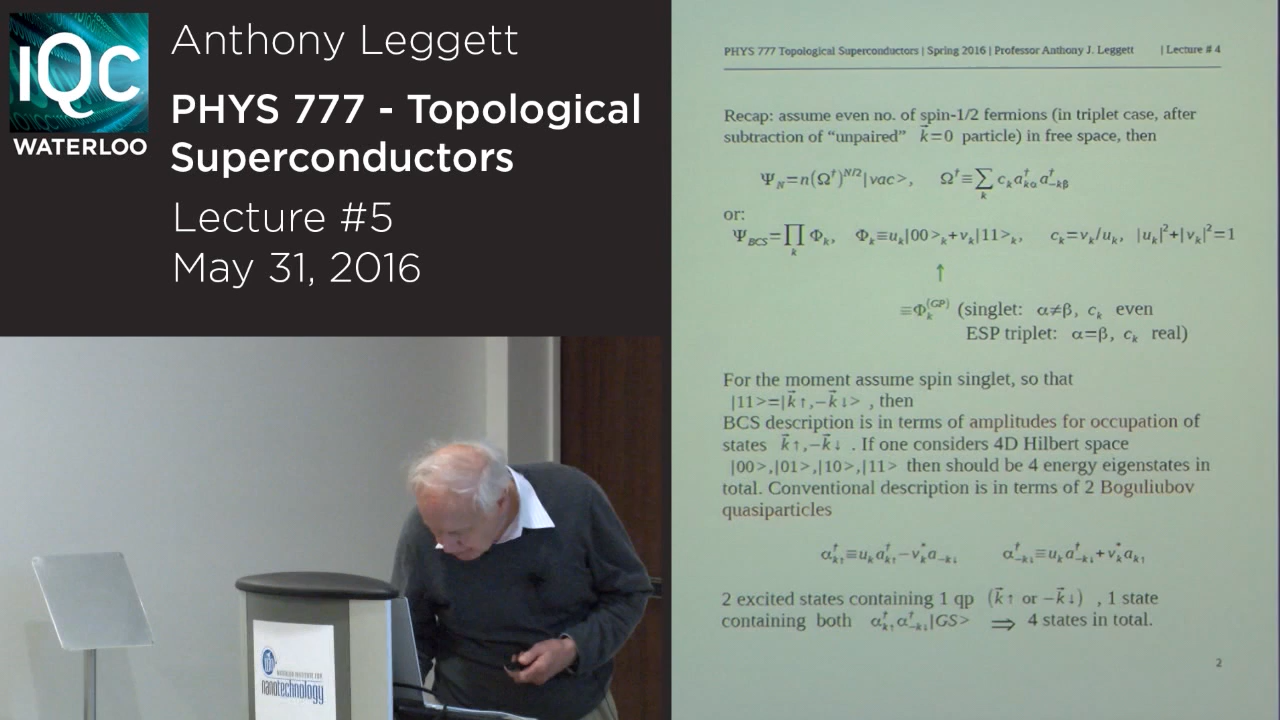 IQC
WATERLOO
Anthony Leggett
PHYS 777 - Topological
Superconductors
Lecture #5
May 31, 2016
PHYS 777 Topological Superconductors | Spring 2016 | Professor Anthony J. Leggett | Lecture # 4
Recap: assume even no. of spin-1/2 fermions (in triplet case, after
subtraction of “unpaired” k⃗=0 particle) in free space, then
Ψ_N=n(Ω†)^{N/2}|vac>, Ω†≡∑_k c_k a†_{kα} a†_{-kβ}
or:
Ψ_{BCS}=∏_k Φ_k, Φ_k≡u_k|00>_k+v_k|11>_k, c_k=v_k/u_k, |u_k|²+|v_k|²=1
↑
≡Φ_k^{(GP)} (singlet: α≠β, c_k even
ESP triplet: α=β, c_k real)
For the moment assume spin singlet, so that
|11>=|k⃗↑,-k⃗↓> , then
BCS description is in terms of amplitudes for occupation of
states k⃗↑,-k⃗↓ . If one considers 4D Hilbert space
|00>,|01>,|10>,|11> then should be 4 energy eigenstates in
total. Conventional description is in terms of 2 Boguliubov
quasiparticles
α†_{k↑}≡u_k a†_{k↑}-v*_k a_{-k↓} α†_{-k↓}≡u_k a†_{-k↓}+v*_k a_{k↑}
2 excited states containing 1 qp (k⃗↑ or -k⃗↓) , 1 state
containing both α†_{k↑}α†_{-k↓}|GS> ⇒ 4 states in total.
2
nanotechnology